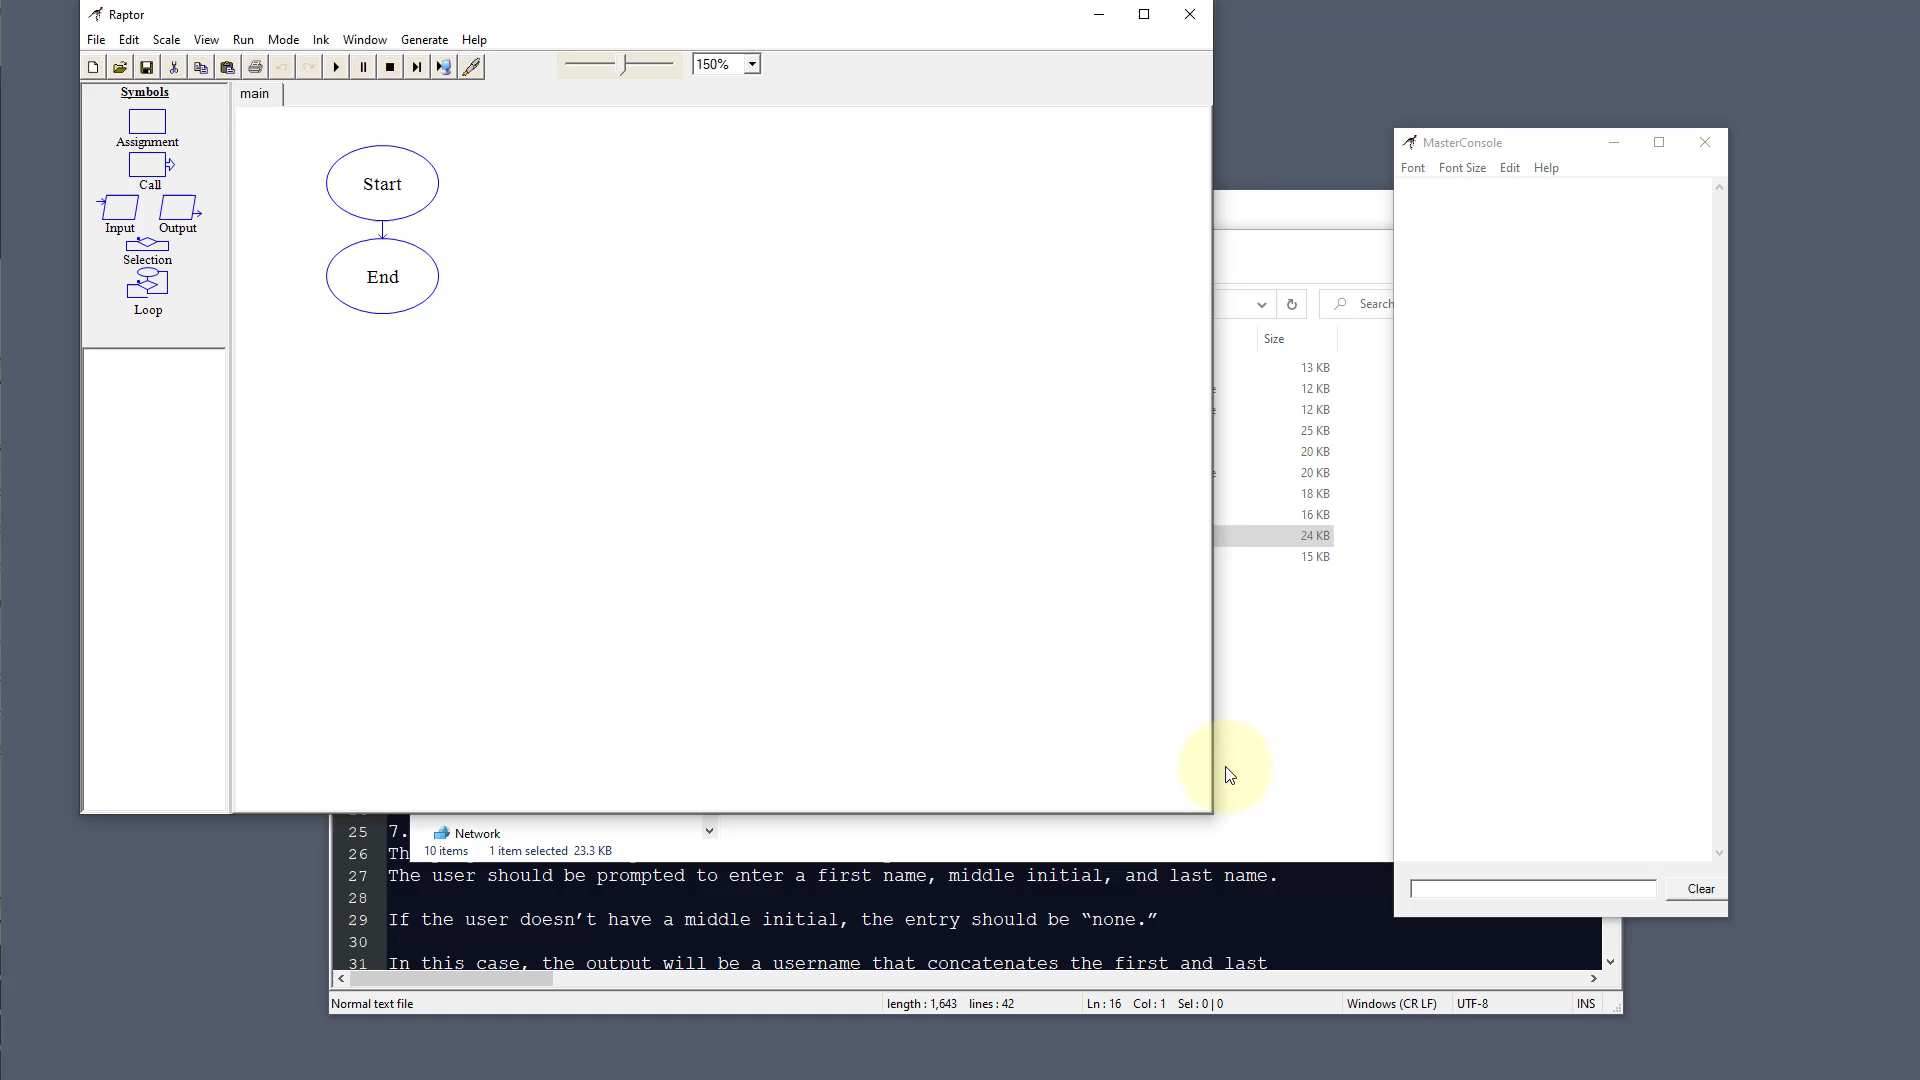 Raptor
File Edit Scale View Run Mode Ink Window Generate Help
150%
Symbols
Assignment
Call
Input Output
Selection
Loop
main
Start
End
MasterConsole
Font Font Size Edit Help
Search
Size
13 KB
12 KB
12 KB
25 KB
20 KB
20 KB
18 KB
16 KB
24 KB
15 KB
Clear
Network
10 items 1 item selected 23.3 KB
25 7.
26 Th
27 The user should be prompted to enter a first name, middle initial, and last name.
28
29 If the user doesn’t have a middle initial, the entry should be “none.”
30
31 In this case, the output will be a username that concatenates the first and last
Normal text file length : 1,643 lines : 42 Ln : 16 Col : 1 Sel : 0 | 0 Windows (CR LF) UTF-8 INS